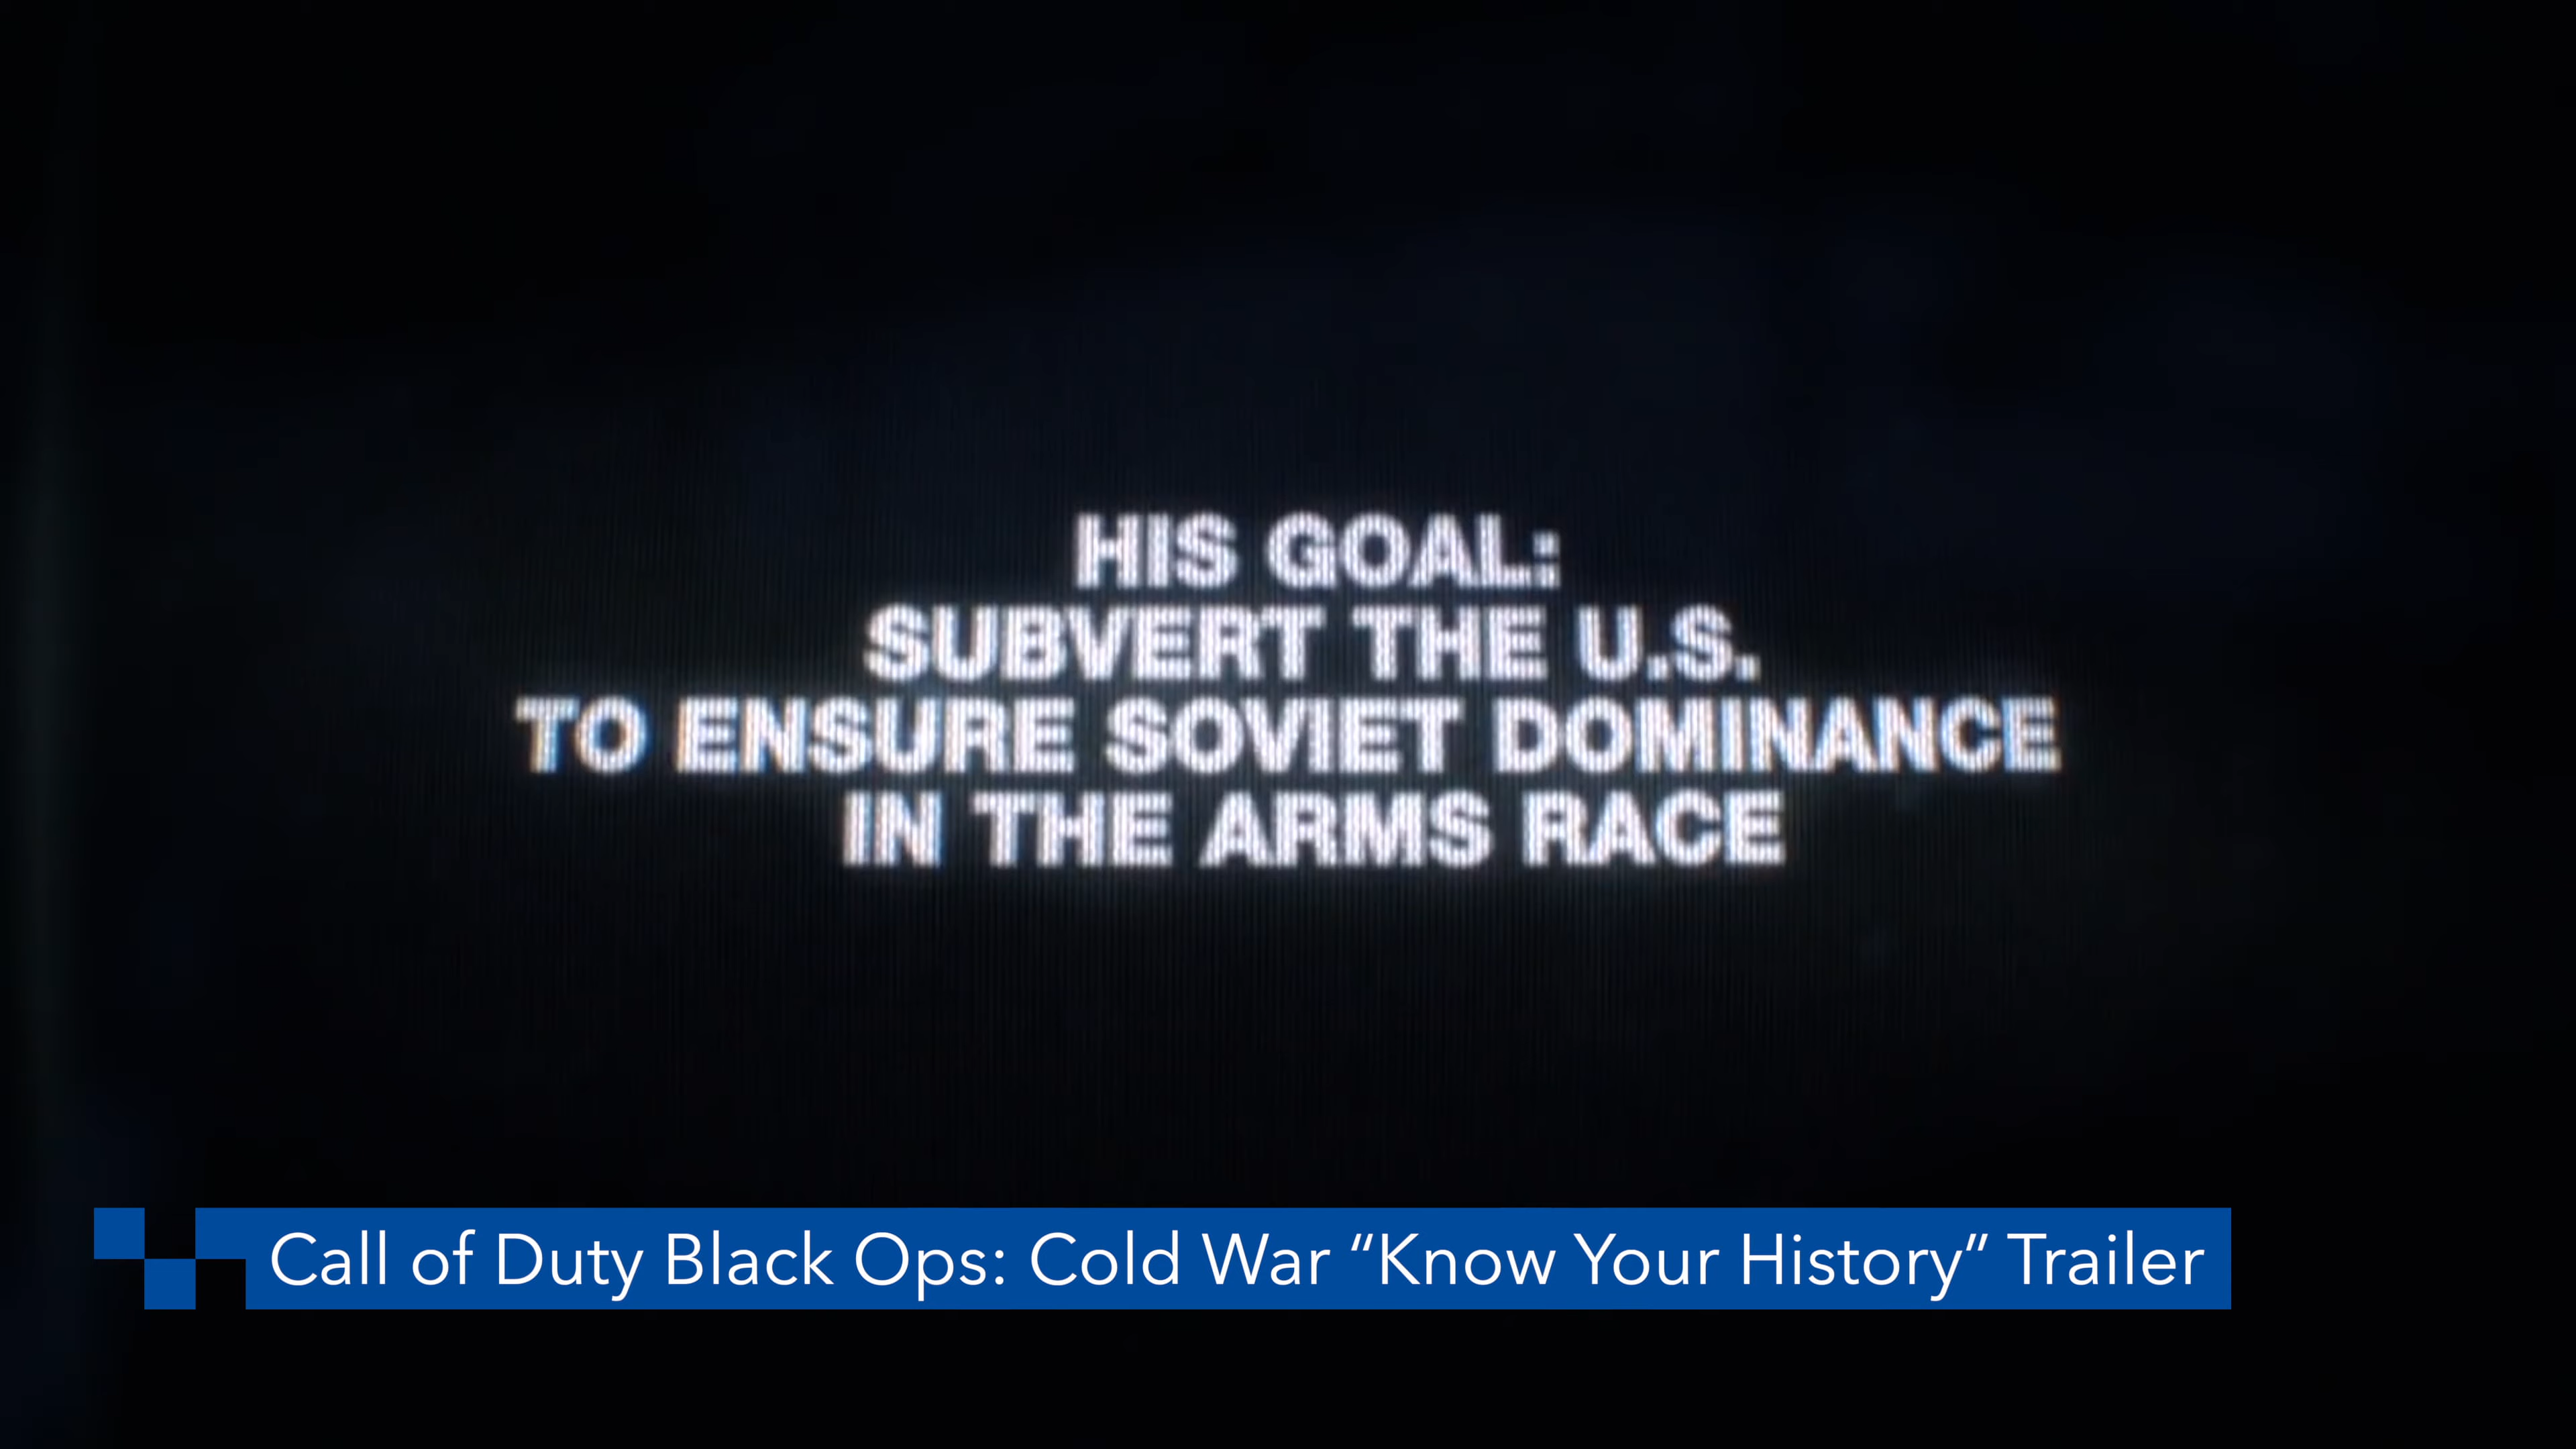 HIS GOAL:
SUBVERT THE U.S.
TO ENSURE SOVIET DOMINANCE
IN THE ARMS RACE
Call of Duty Black Ops: Cold War “Know Your History” Trailer